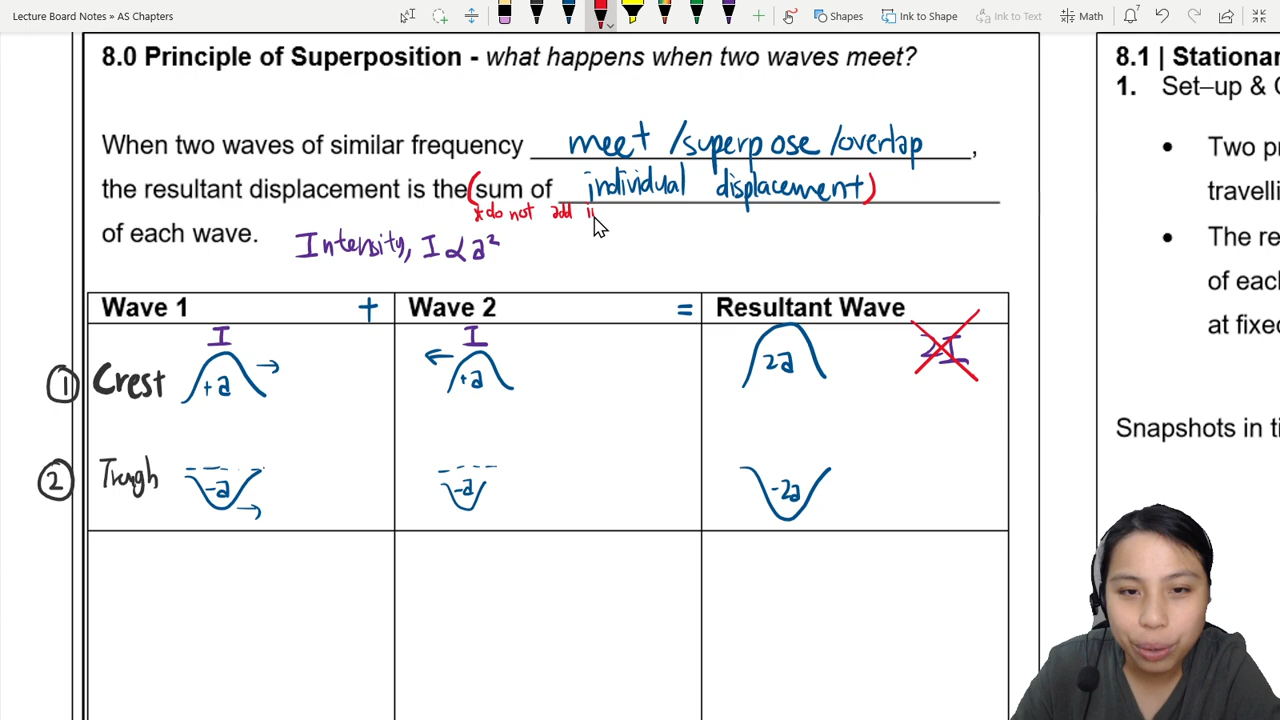 Lecture Board Notes » AS Chapters
Shapes Ink to Shape Ink to Text Math 7
8.0 Principle of Superposition - what happens when two waves meet?
When two waves of similar frequency meet /superpose /overlap ,
the resultant displacement is the (sum of individual displacement)
* do not add
of each wave. Intensity, I ∝ a²
Wave 1 + Wave 2 = Resultant Wave
I I 2I
① Crest +a +a 2a
② Trough -a -a -2a
8.1 | Stationar
1. Set–up &
• Two p
travelli
• The re
of each
at fixe
Snapshots in ti